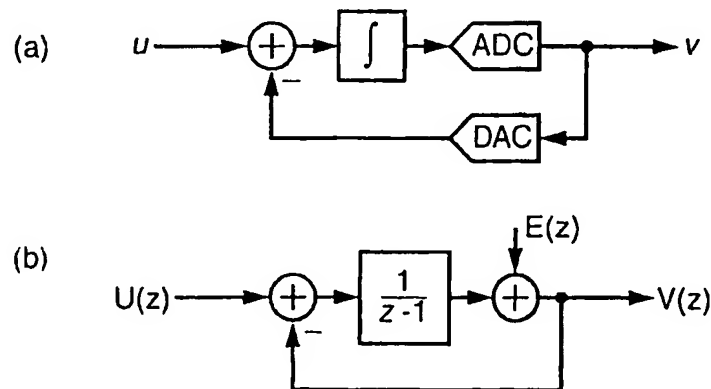 (a)
u
+
∫
ADC
v
−
DAC
(b)
E(z)
U(z)
+
1
z-1
+
V(z)
−